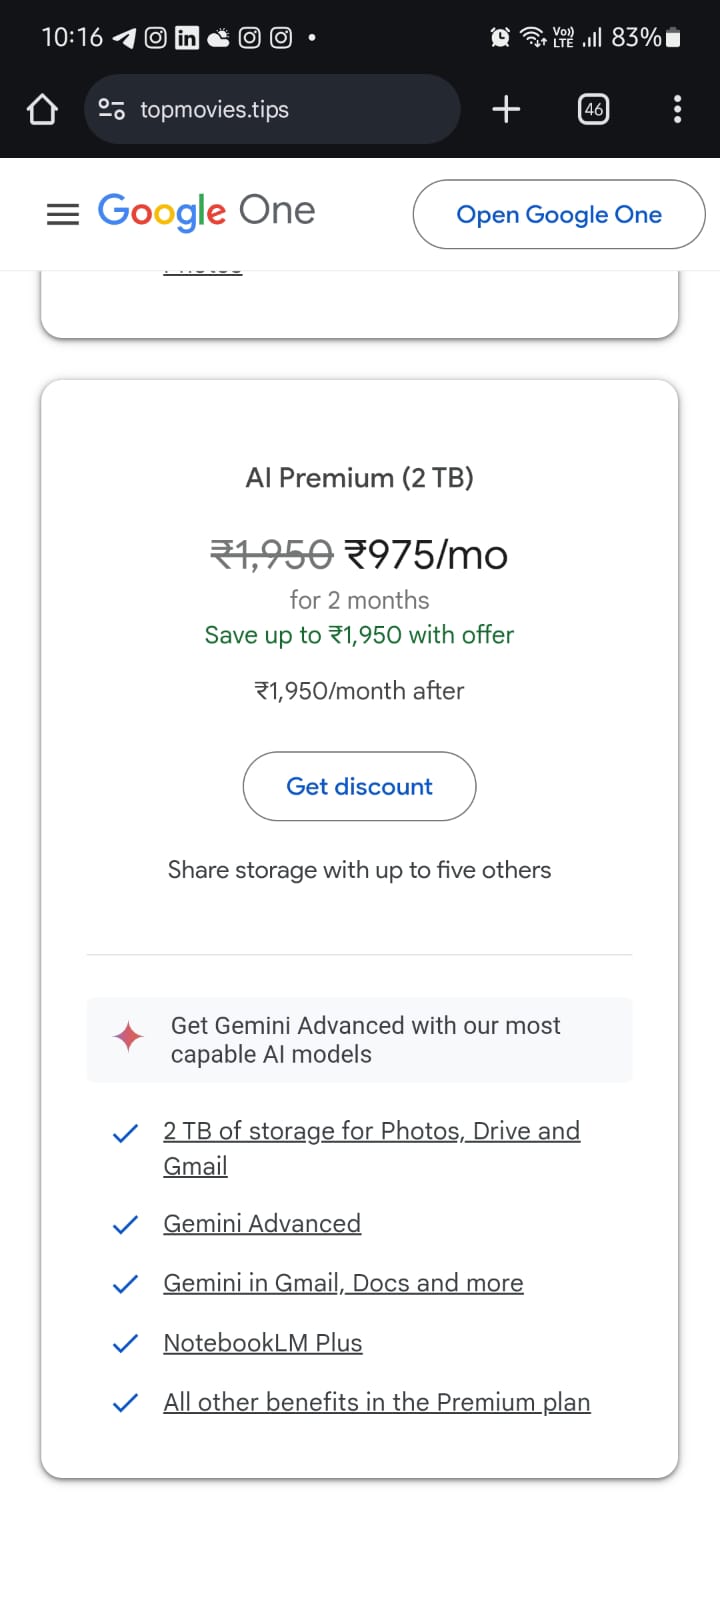 10:16
83%
topmovies.tips
46
Google One
Open Google One
AI Premium (2 TB)
₹1,950 ₹975/mo
for 2 months
Save up to ₹1,950 with offer
₹1,950/month after
Get discount
Share storage with up to five others
Get Gemini Advanced with our most
capable AI models
2 TB of storage for Photos, Drive and
Gmail
Gemini Advanced
Gemini in Gmail, Docs and more
NotebookLM Plus
All other benefits in the Premium plan